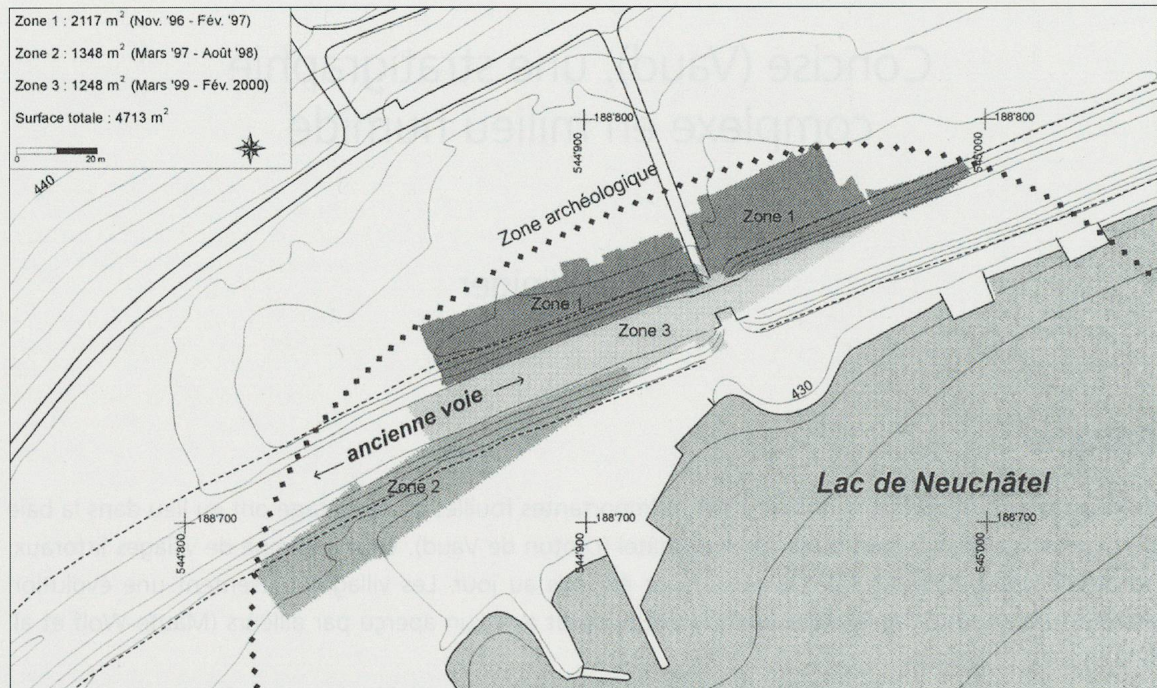 Zone 1 : 2117 m² (Nov. '96 - Fév. '97)
Zone 2 : 1348 m² (Mars '97 - Août '98)
Zone 3 : 1248 m² (Mars '99 - Fév. 2000)
Surface totale : 4713 m²
0 20 m
440
188'800
544'900
188'800
545'000
Zone archéologique
Zone 1
Zone 1
Zone 3
ancienne voie
430
Zone 2
Lac de Neuchâtel
188'700
544'800
188'700
544'900
188'700
545'000